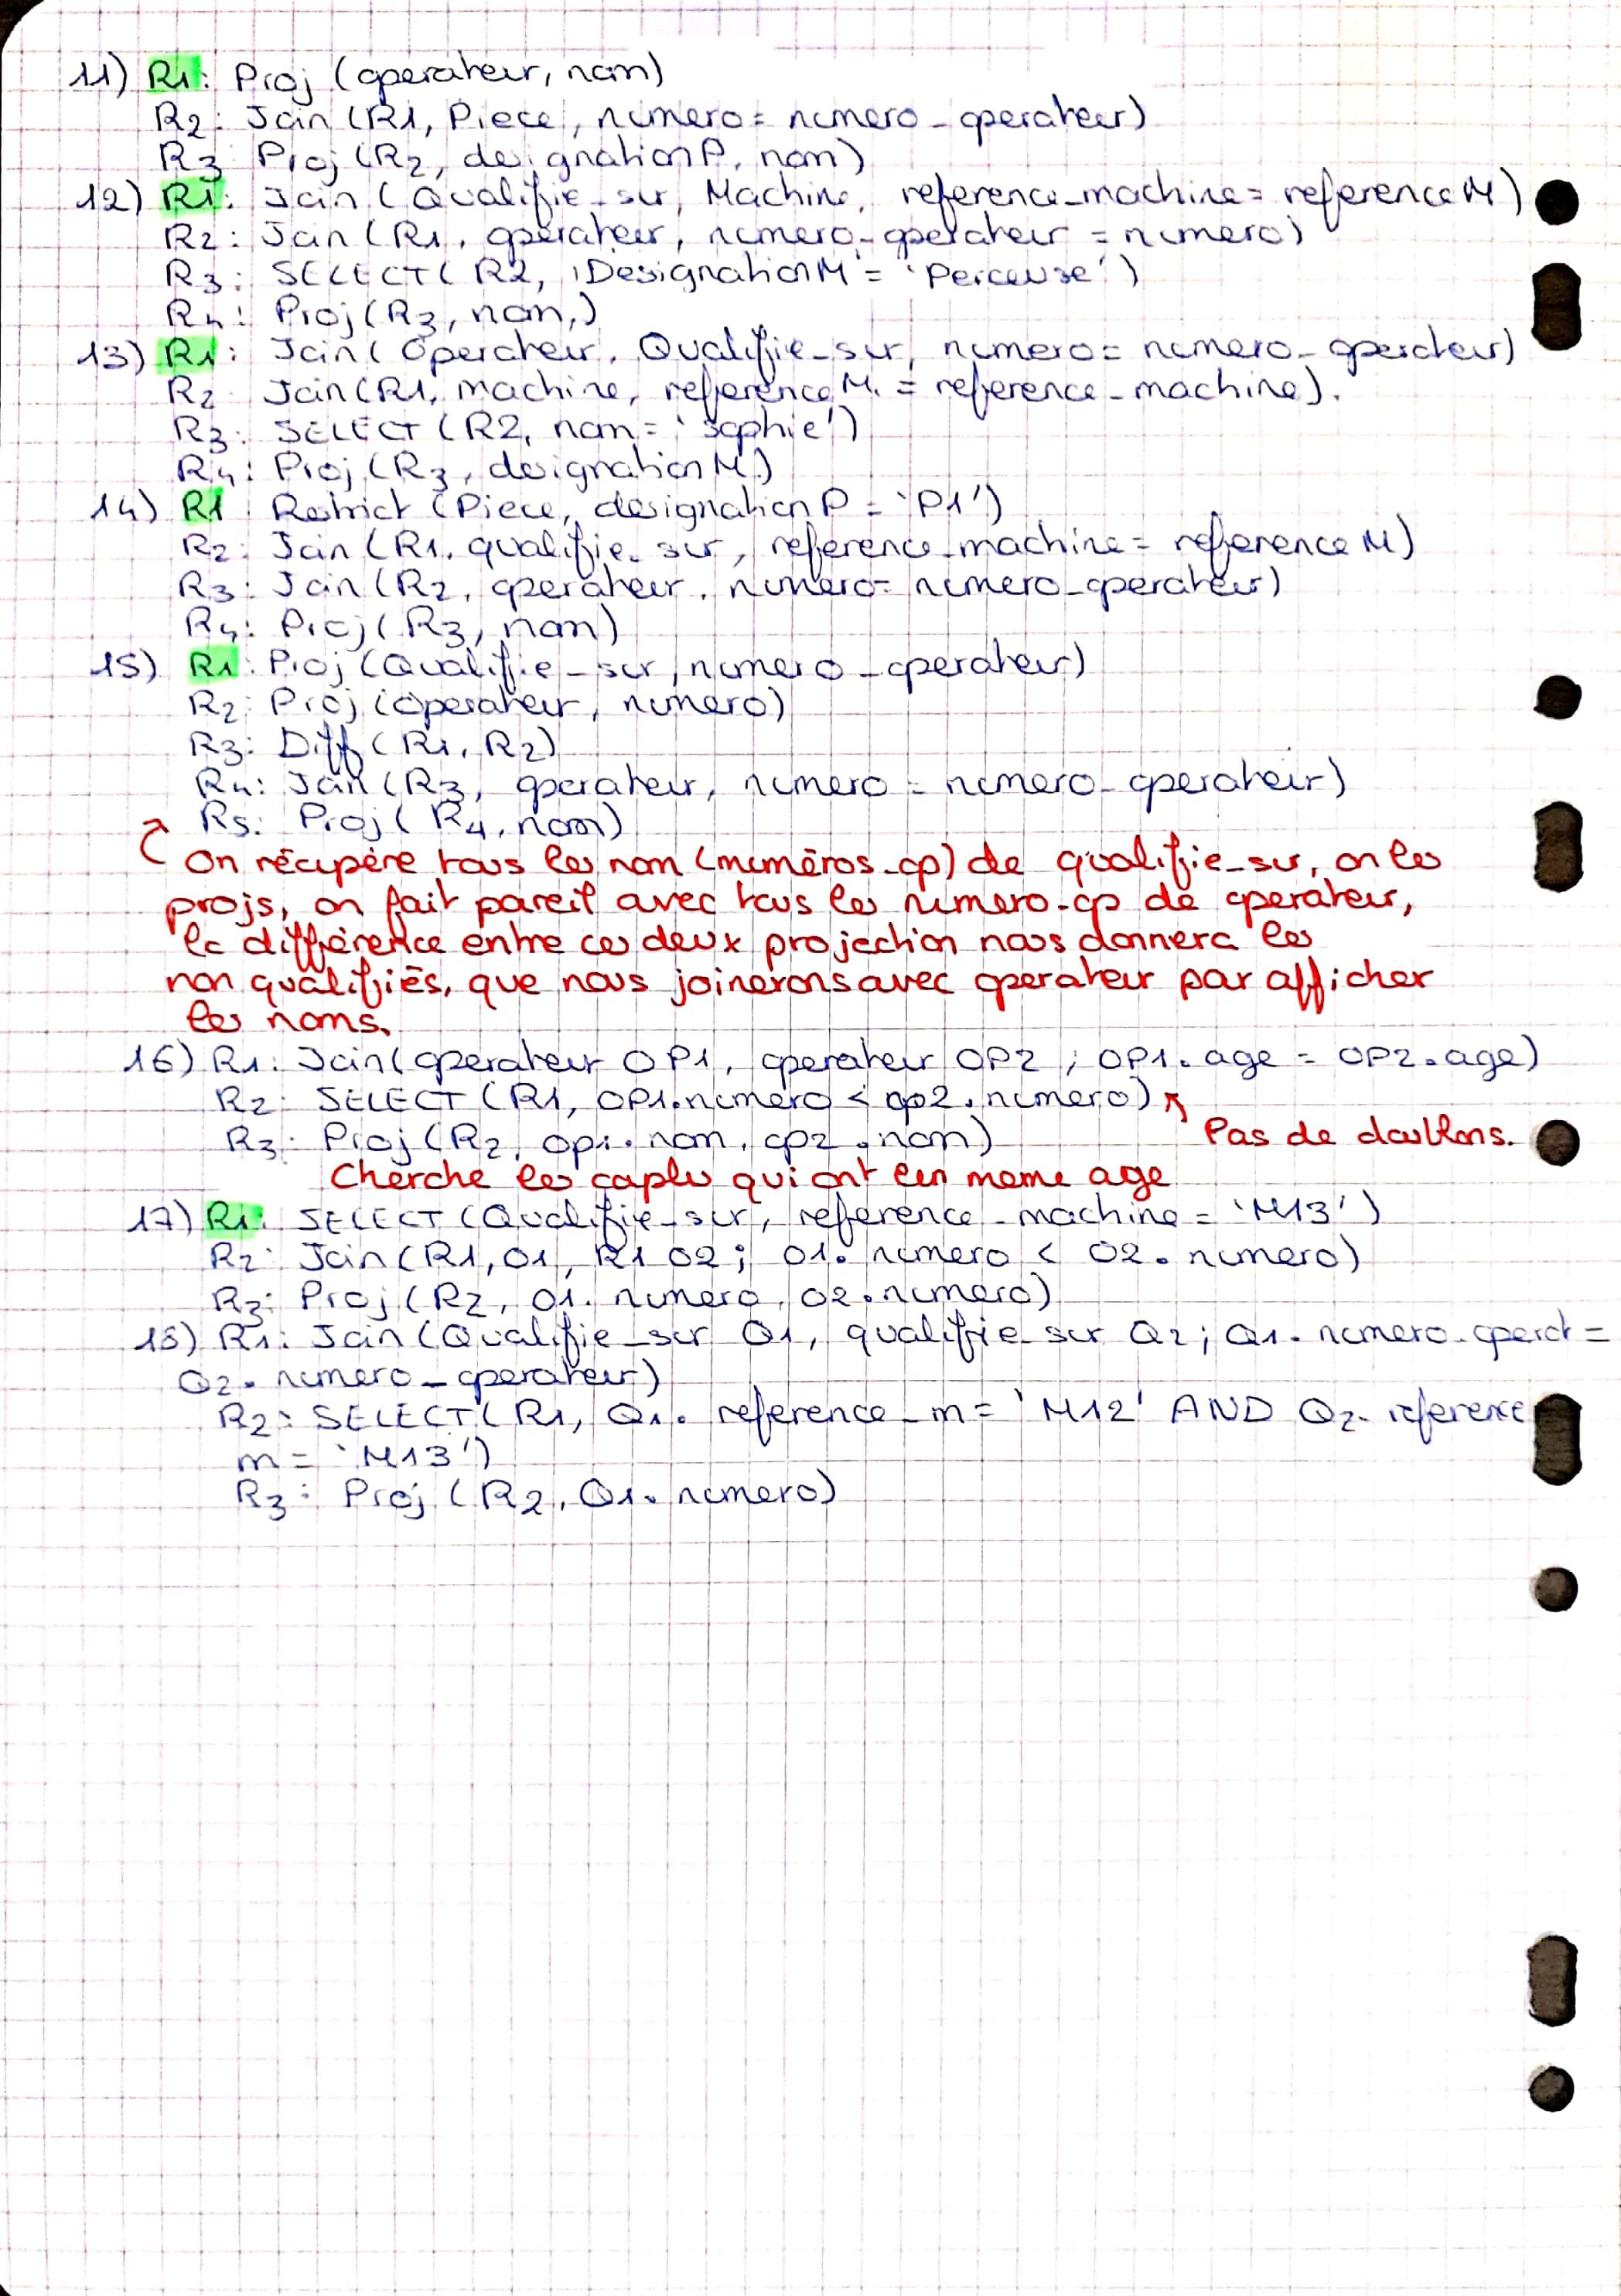 11) R1: Proj (operateur, nom)
R2: Join (R1, Piece, numero = numero_operateur)
R3: Proj (R2, designationP, nom)
12) R1: Join (Qualifie_sur, Machine, reference_machine = referenceM)
R2: Join (R1, operateur, numero_operateur = numero)
R3: SELECT (R2, DesignationM = 'Perceuse')
R4: Proj (R3, nom,)
13) R1: Join (Operateur, Qualifie_sur, numero = numero_operateur)
R2: Join (R1, machine, referenceM. = reference_machine).
R3: SELECT (R2, nom = 'sophie')
R4: Proj (R3, designationM.)
14) R1: Restrict (Piece, designationP = 'P1')
R2: Join (R1, qualifie_sur, reference_machine = referenceM)
R3: Join (R2, operateur, numero = numero_operateur)
R4: Proj (R3, nom)
15) R1: Proj (Qualifie_sur, numero_operateur)
R2: Proj (operateur, numero)
R3: Diff (R1, R2)
R4: Join (R3, operateur, numero = numero_operateur)
R5: Proj (R4, nom)
On récupère tous les nom (numéros_op) de qualifie_sur, on les
projs, on fait pareil avec tous les numero_op de operateur,
la différence entre ces deux projection nous donnera les
non qualifiés, que nous joinerons avec operateur par afficher
les noms.
16) R1: Join (operateur OP1, operateur OP2; OP1.age = OP2.age)
R2: SELECT (R1, OP1.numero < op2.numero)
Pas de doublons.
R3: Proj (R2, op1.nom, op2.nom)
Cherche les couples qui ont le meme age
17) R1: SELECT (Qualifie_sur, reference_machine = 'M13')
R2: Join (R1, O1, R1 O2; O1.numero < O2.numero)
R3: Proj (R2, O1.numero, O2.numero)
18) R1: Join (Qualifie_sur Q1, qualifie_sur Q2; Q1.numero_operat =
Q2.numero_operateur)
R2: SELECT (R1, Q1.reference_m = 'M12' AND Q2.reference
m = 'M13')
R3: Proj (R2, Q1.numero)